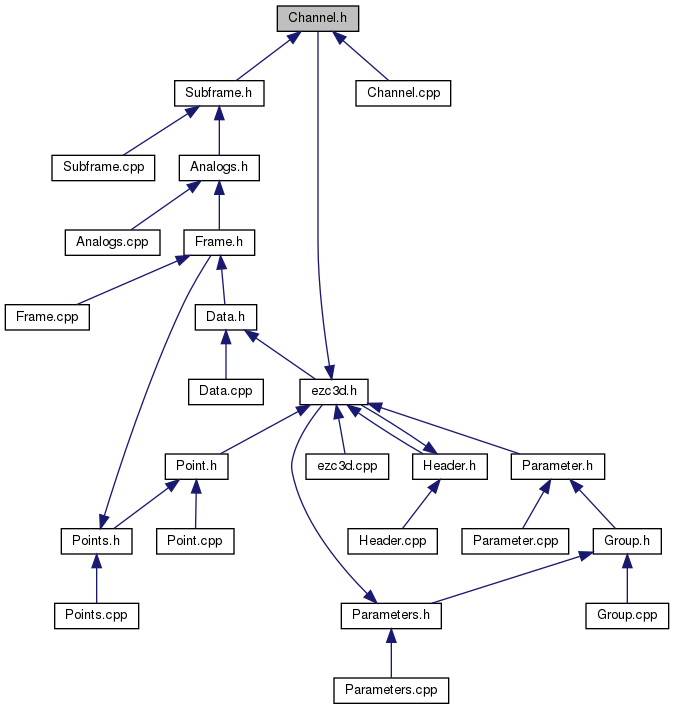 Channel.h
Subframe.h
Channel.cpp
Subframe.cpp
Analogs.h
Analogs.cpp
Frame.h
Frame.cpp
Data.h
Data.cpp
ezc3d.h
Point.h
ezc3d.cpp
Header.h
Parameter.h
Points.h
Point.cpp
Header.cpp
Parameter.cpp
Group.h
Points.cpp
Parameters.h
Group.cpp
Parameters.cpp